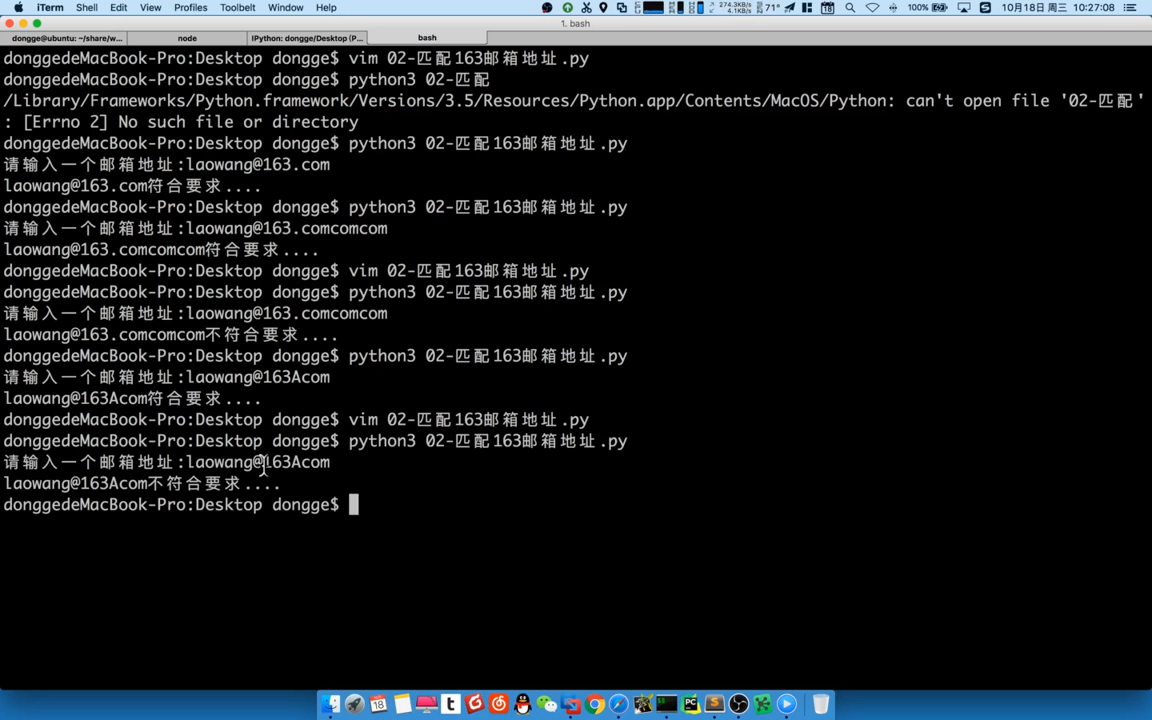 iTerm Shell Edit View Profiles Toolbelt Window Help 274.3KB/s 4.1KB/s 71° 18 100% 10月18日 周三 10:27:08
1. bash
dongge@ubuntu: ~/share/w... node IPython: dongge/Desktop (P... bash
donggedeMacBook-Pro:Desktop dongge$ vim 02-匹配163邮箱地址.py
donggedeMacBook-Pro:Desktop dongge$ python3 02-匹配
/Library/Frameworks/Python.framework/Versions/3.5/Resources/Python.app/Contents/MacOS/Python: can't open file '02-匹配'
: [Errno 2] No such file or directory
donggedeMacBook-Pro:Desktop dongge$ python3 02-匹配163邮箱地址.py
请输入一个邮箱地址:laowang@163.com
laowang@163.com符合要求....
donggedeMacBook-Pro:Desktop dongge$ python3 02-匹配163邮箱地址.py
请输入一个邮箱地址:laowang@163.comcomcom
laowang@163.comcomcom符合要求....
donggedeMacBook-Pro:Desktop dongge$ vim 02-匹配163邮箱地址.py
donggedeMacBook-Pro:Desktop dongge$ python3 02-匹配163邮箱地址.py
请输入一个邮箱地址:laowang@163.comcomcom
laowang@163.comcomcom不符合要求....
donggedeMacBook-Pro:Desktop dongge$ python3 02-匹配163邮箱地址.py
请输入一个邮箱地址:laowang@163Acom
laowang@163Acom符合要求....
donggedeMacBook-Pro:Desktop dongge$ vim 02-匹配163邮箱地址.py
donggedeMacBook-Pro:Desktop dongge$ python3 02-匹配163邮箱地址.py
请输入一个邮箱地址:laowang@163Acom
laowang@163Acom不符合要求....
donggedeMacBook-Pro:Desktop dongge$